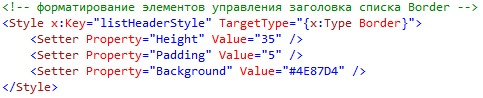 <!-- форматирование элементов управления заголовка списка Border -->
<Style x:Key="listHeaderStyle" TargetType="{x:Type Border}">
    <Setter Property="Height" Value="35" />
    <Setter Property="Padding" Value="5" />
    <Setter Property="Background" Value="#4E87D4" />
</Style>